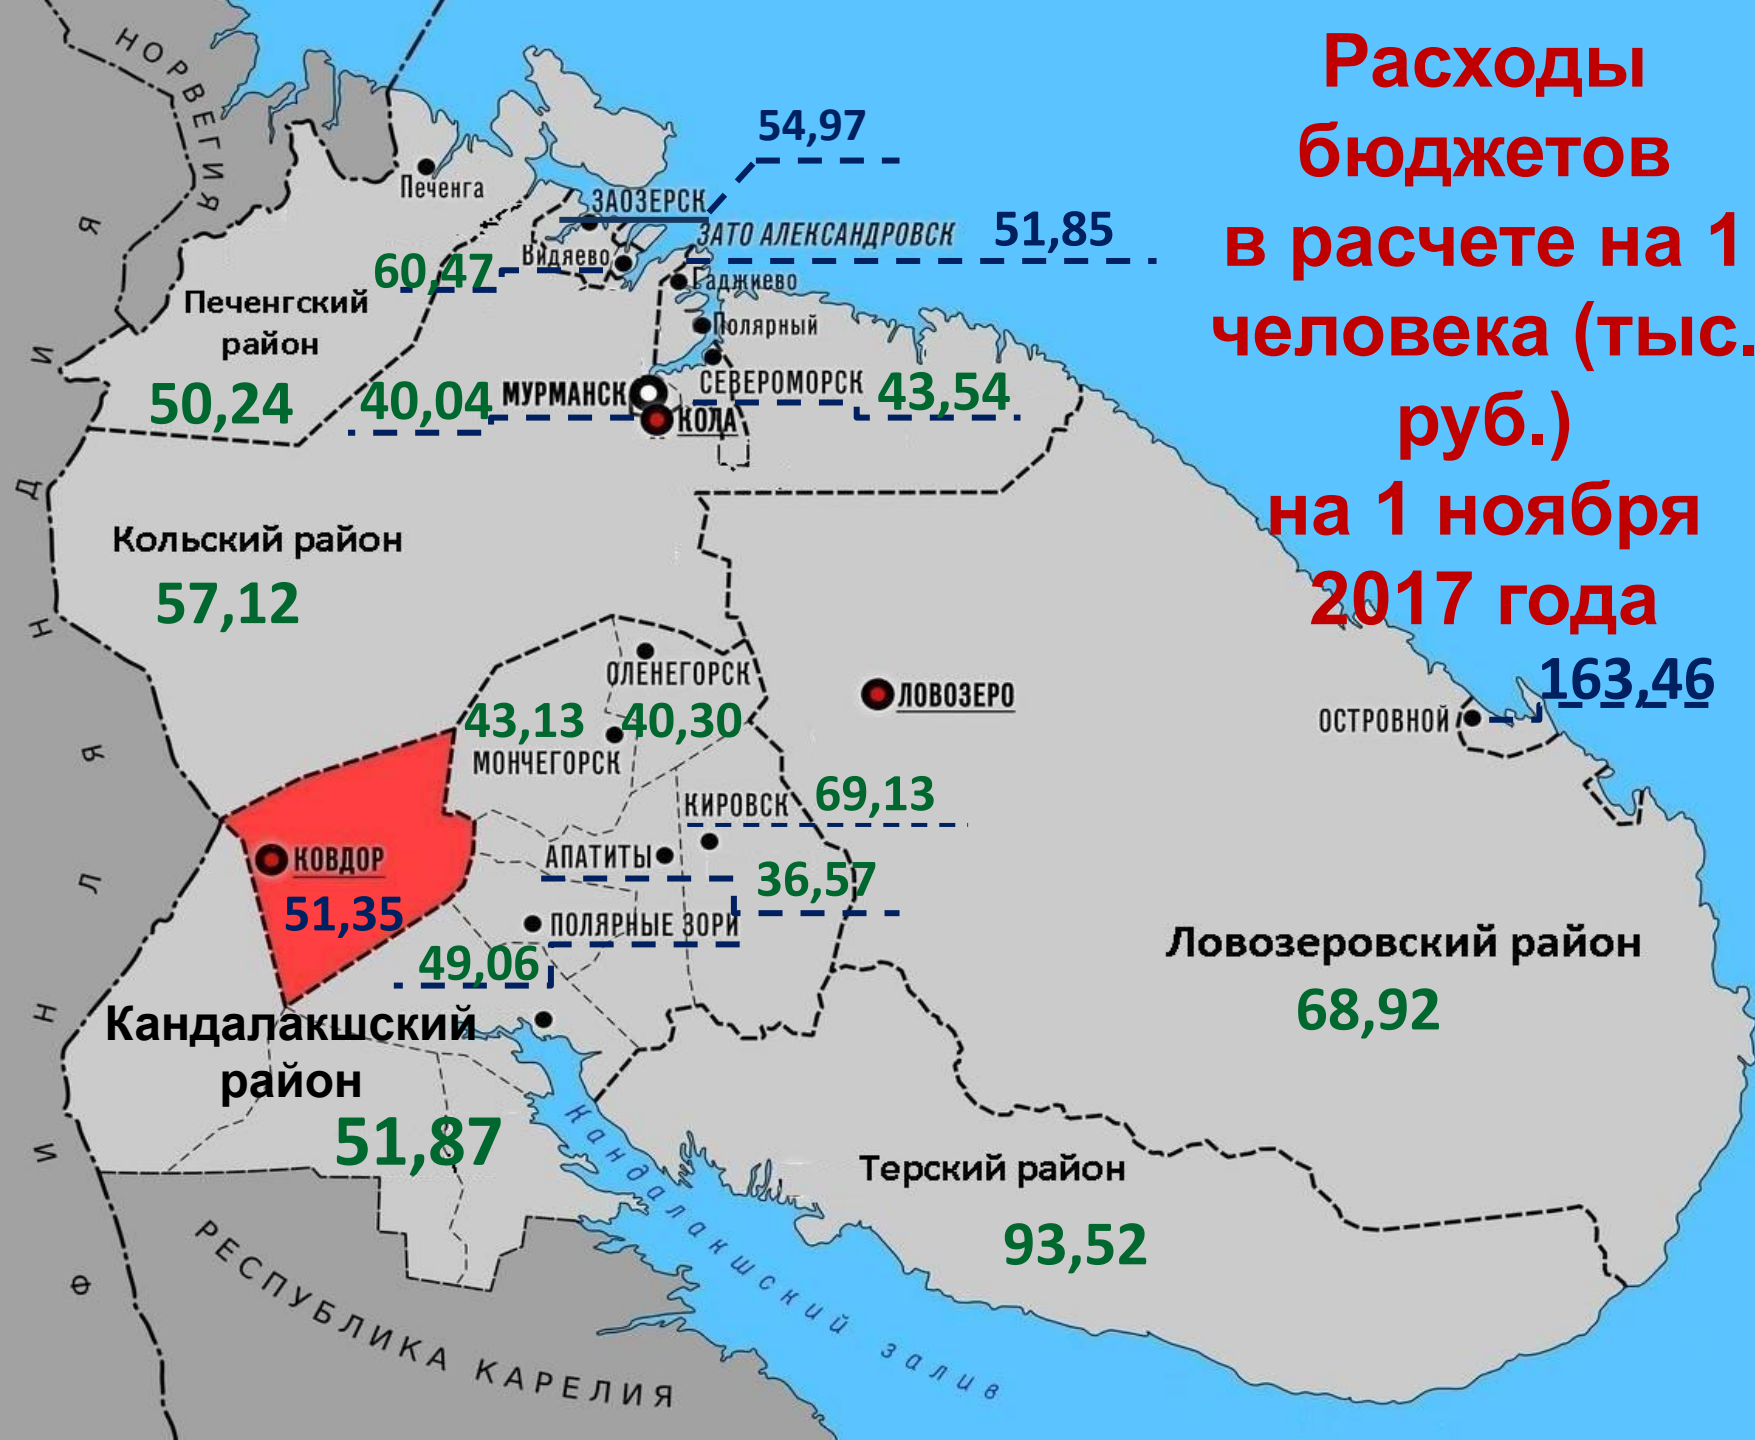 Расходы
бюджетов
в расчете на 1
человека (тыс.
руб.)
на 1 ноября
2017 года
НОРВЕГИЯ
54,97
Печенга
ЗАОЗЕРСК
ЗАТО АЛЕКСАНДРОВСК 51,85
Видяево
60,47
Гаджиево
Печенгский
район
50,24
Полярный
40,04
МУРМАНСК
СЕВЕРОМОРСК 43,54
КОЛА
Кольский район
57,12
ОЛЕНЕГОРСК
43,13 40,30
МОНЧЕГОРСК
ЛОВОЗЕРО
163,46
ОСТРОВНОЙ
КИРОВСК 69,13
КОВДОР
51,35
АПАТИТЫ
36,57
ПОЛЯРНЫЕ ЗОРИ
49,06
Ловозеровский район
68,92
Кандалакшский
район
51,87
Терский район
93,52
Кандалакшский залив
РЕСПУБЛИКА КАРЕЛИЯ
ФИНЛЯНДИЯ